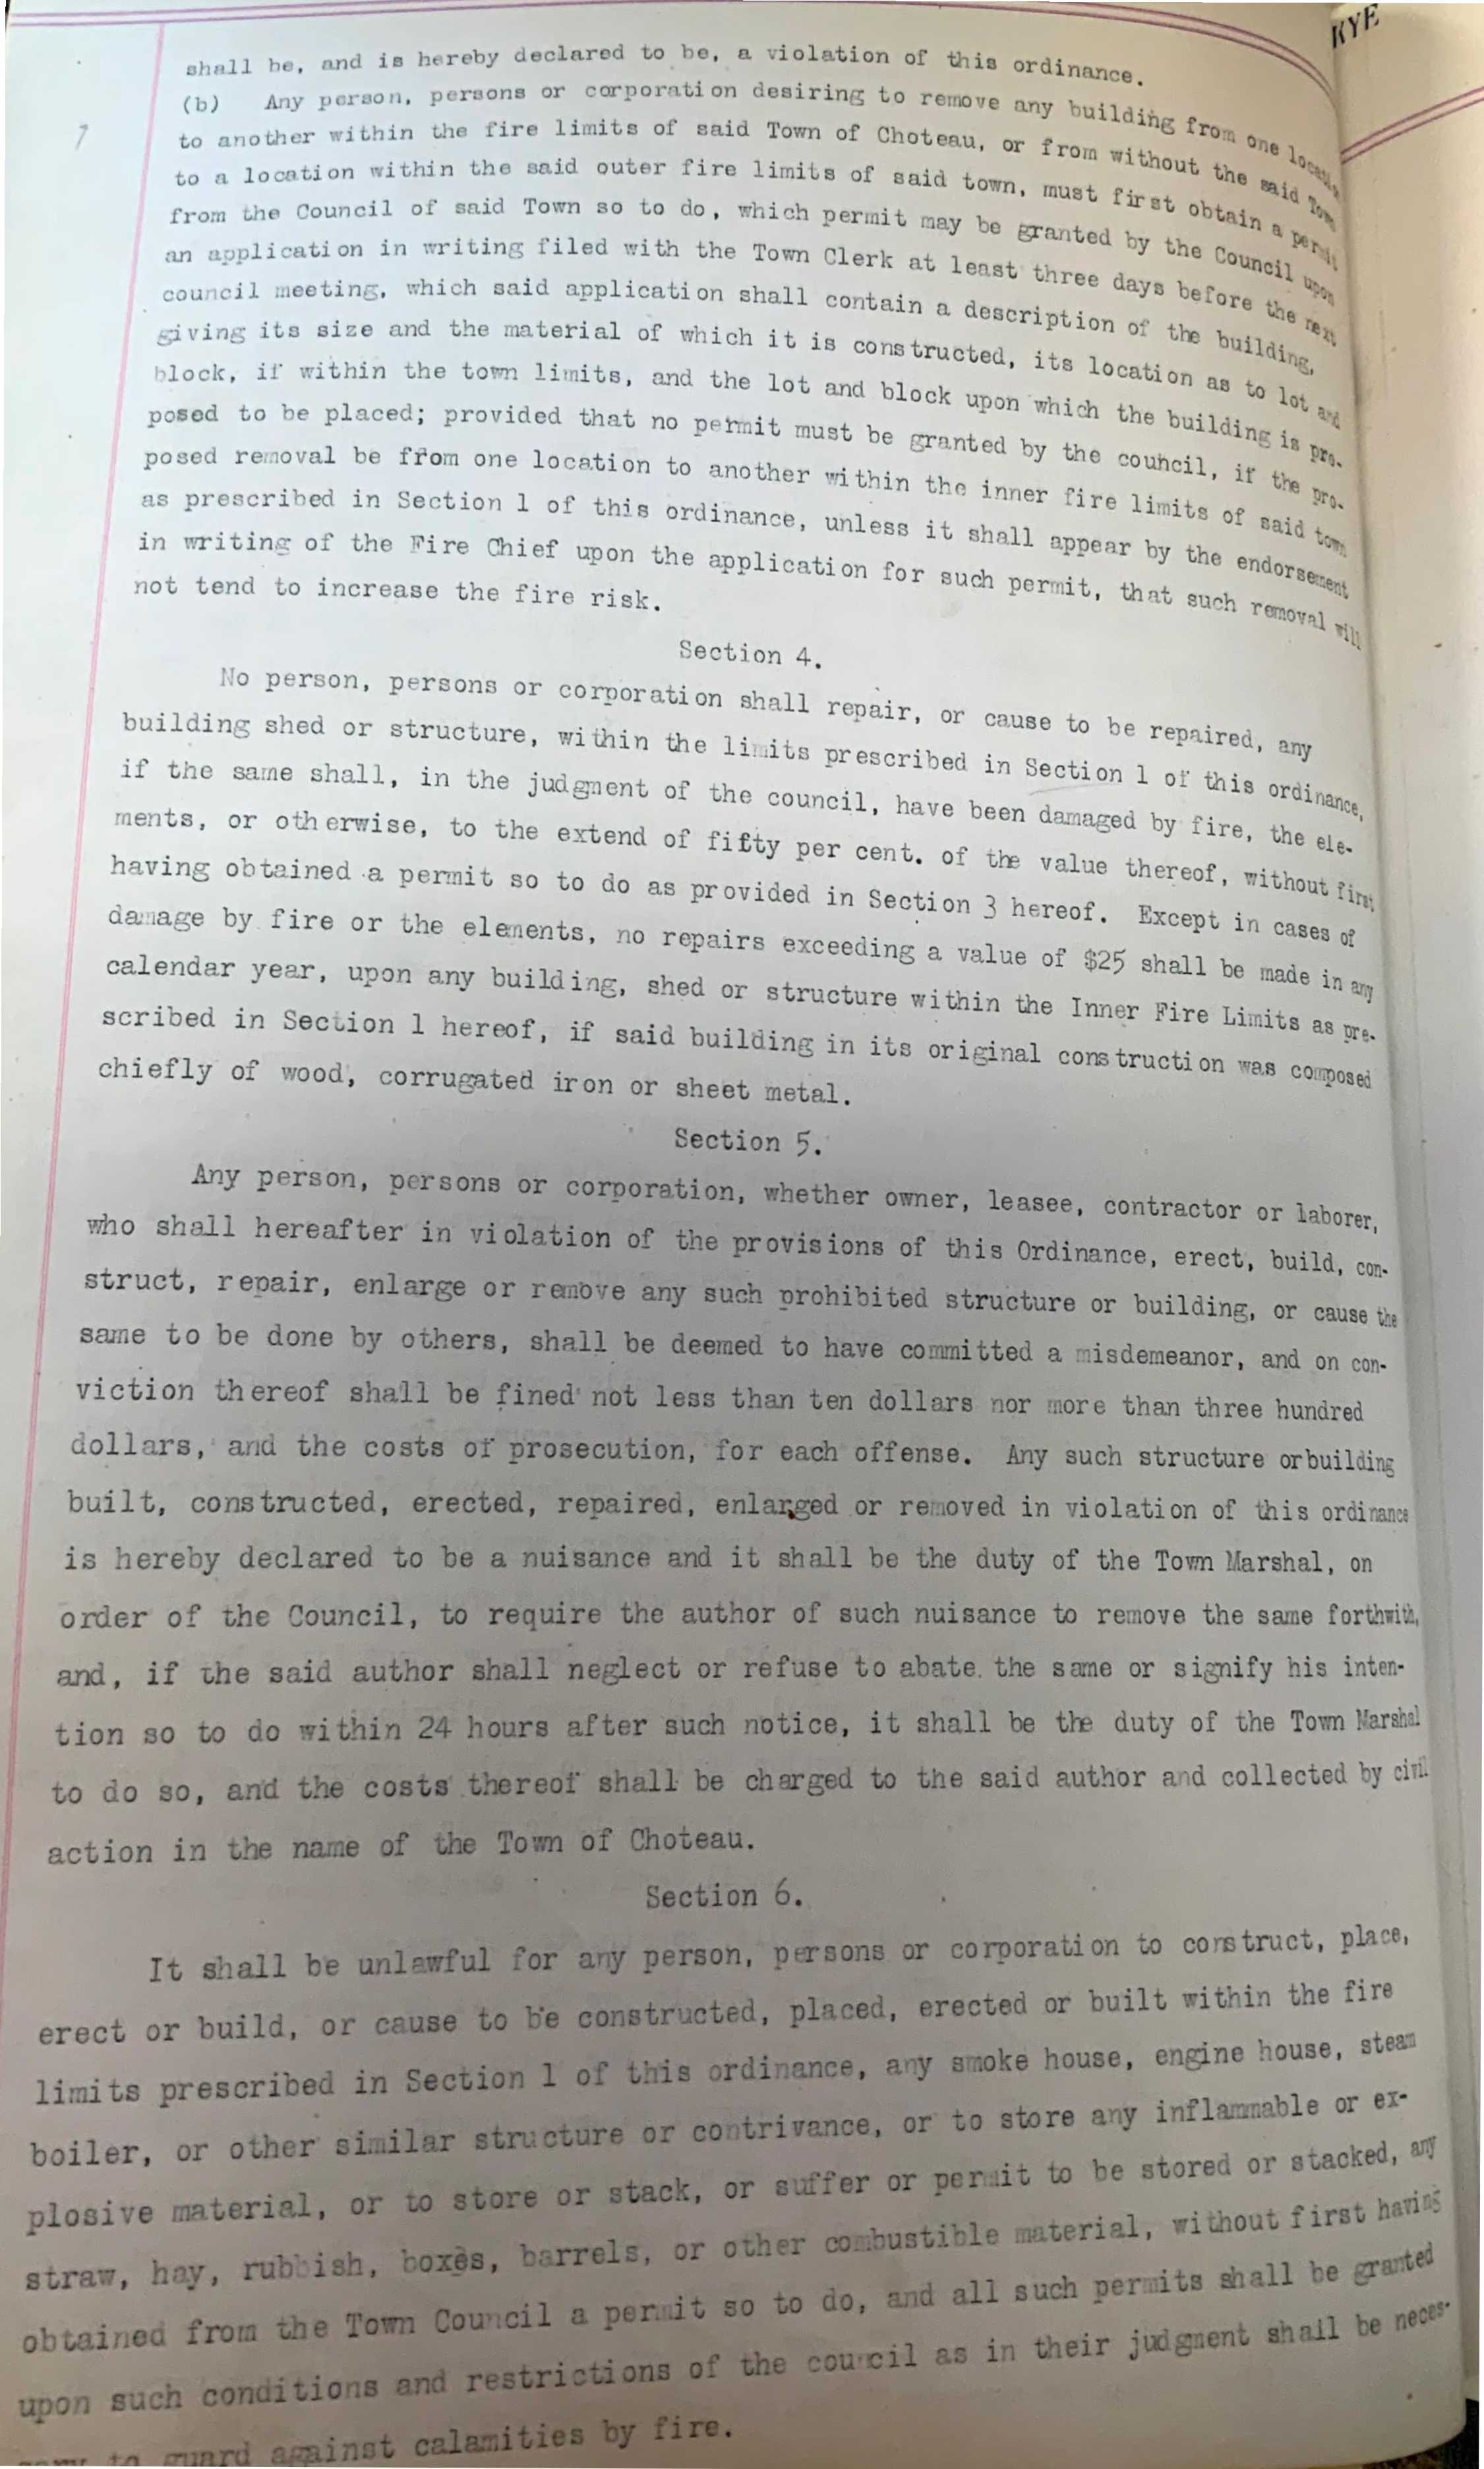 KYE
shall be, and is hereby declared to be, a violation of this ordinance.
(b) Any person, persons or corporation desiring to remove any building from one location
7
to another within the fire limits of said Town of Choteau, or from without the said Town
to a location within the said outer fire limits of said town, must first obtain a permit
from the Council of said Town so to do, which permit may be granted by the Council upon
an application in writing filed with the Town Clerk at least three days before the next
council meeting, which said application shall contain a description of the building,
giving its size and the material of which it is constructed, its location as to lot and
block, if within the town limits, and the lot and block upon which the building is pro-
posed to be placed; provided that no permit must be granted by the council, if the pro-
posed removal be from one location to another within the inner fire limits of said town
as prescribed in Section 1 of this ordinance, unless it shall appear by the endorsement
in writing of the Fire Chief upon the application for such permit, that such removal will
not tend to increase the fire risk.
Section 4.
No person, persons or corporation shall repair, or cause to be repaired, any
building shed or structure, within the limits prescribed in Section 1 of this ordinance,
if the same shall, in the judgment of the council, have been damaged by fire, the ele-
ments, or otherwise, to the extend of fifty per cent. of the value thereof, without first
having obtained a permit so to do as provided in Section 3 hereof. Except in cases of
damage by fire or the elements, no repairs exceeding a value of $25 shall be made in any
calendar year, upon any building, shed or structure within the Inner Fire Limits as pre-
scribed in Section 1 hereof, if said building in its original construction was composed
chiefly of wood, corrugated iron or sheet metal.
Section 5.
Any person, persons or corporation, whether owner, leasee, contractor or laborer,
who shall hereafter in violation of the provisions of this Ordinance, erect, build, con-
struct, repair, enlarge or remove any such prohibited structure or building, or cause the
same to be done by others, shall be deemed to have committed a misdemeanor, and on con-
viction thereof shall be fined not less than ten dollars nor more than three hundred
dollars, and the costs of prosecution, for each offense. Any such structure orbuilding
built, constructed, erected, repaired, enlarged or removed in violation of this ordinance
is hereby declared to be a nuisance and it shall be the duty of the Town Marshal, on
order of the Council, to require the author of such nuisance to remove the same forthwith,
and, if the said author shall neglect or refuse to abate. the same or signify his inten-
tion so to do within 24 hours after such notice, it shall be the duty of the Town Marshal
to do so, and the costs thereof shall be charged to the said author and collected by civil
action in the name of the Town of Choteau.
Section 6.
It shall be unlawful for any person, persons or corporation to construct, place,
erect or build, or cause to be constructed, placed, erected or built within the fire
limits prescribed in Section 1 of this ordinance, any smoke house, engine house, steam
boiler, or other similar structure or contrivance, or to store any inflammable or ex-
plosive material, or to store or stack, or suffer or permit to be stored or stacked, any
straw, hay, rubbish, boxes, barrels, or other combustible material, without first having
obtained from the Town Council a permit so to do, and all such permits shall be granted
upon such conditions and restrictions of the council as in their judgment shall be neces-
sary to guard against calamities by fire.